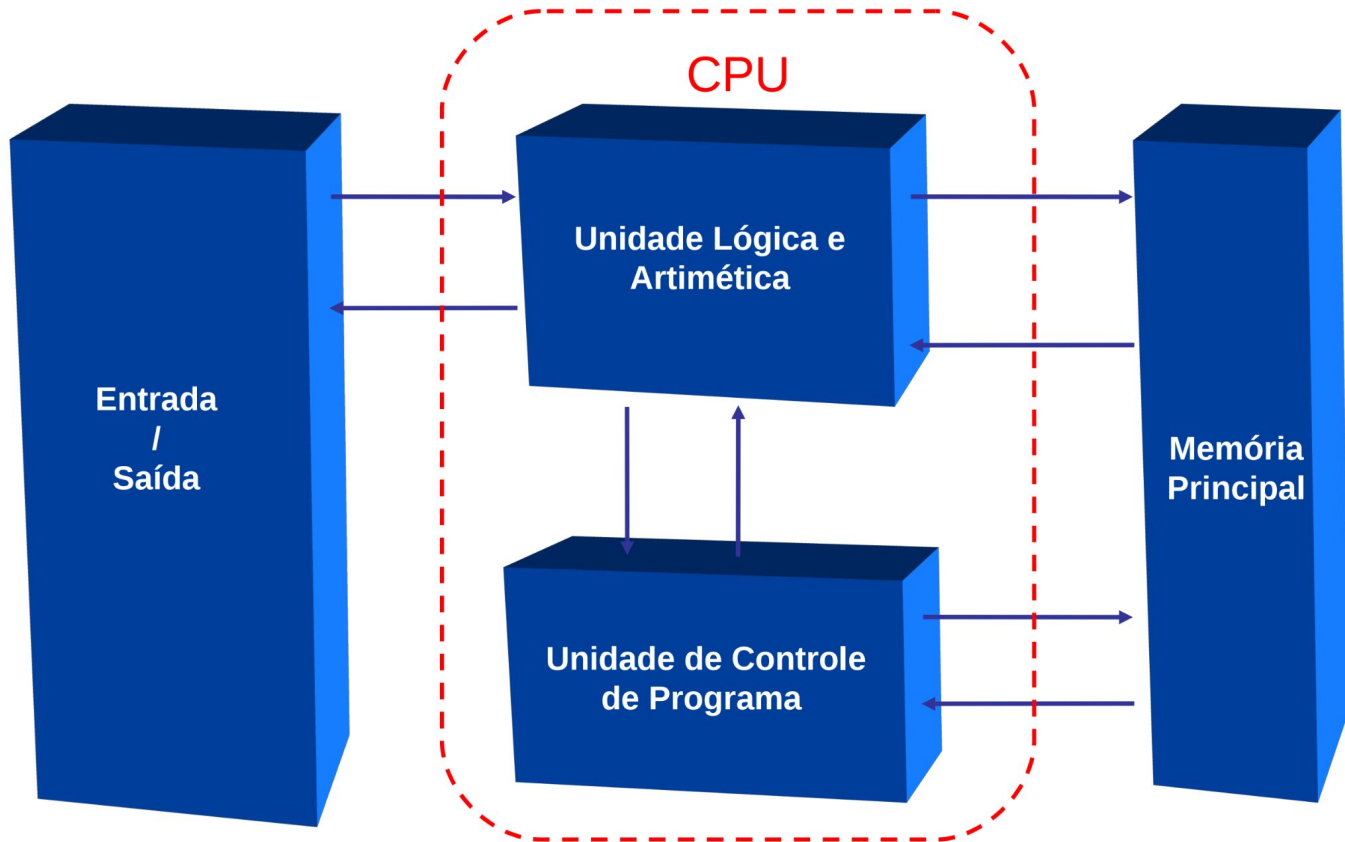 CPU
Unidade Lógica e
Artimética
Entrada
/
Saída
Memória
Principal
Unidade de Controle
de Programa